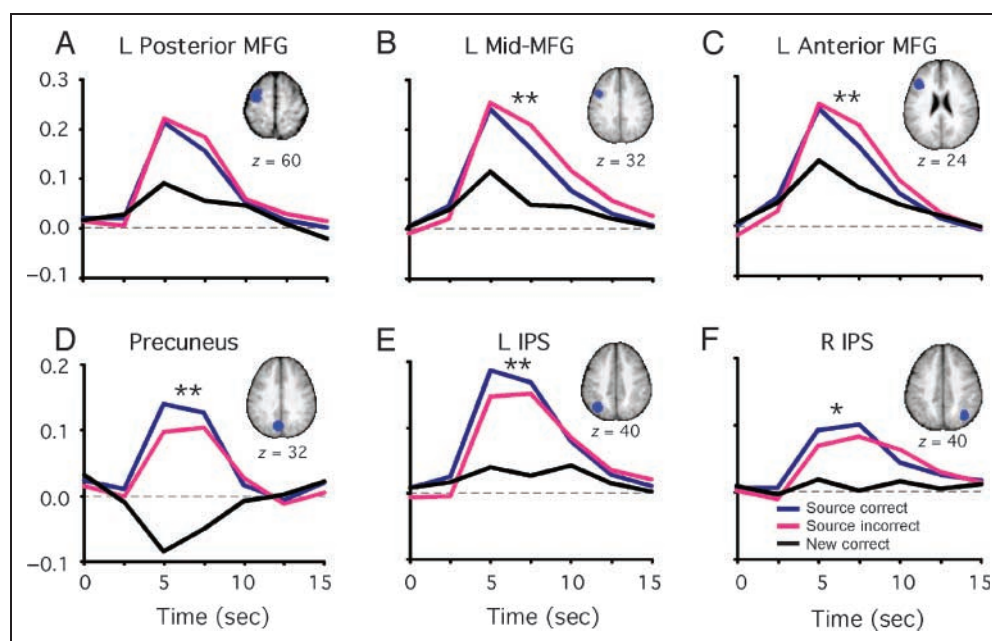 A L Posterior MFG
B L Mid-MFG
C L Anterior MFG
0.3
0.2
0.1
0.0
−0.1
z = 60
**
z = 32
**
z = 24
D Precuneus
E L IPS
F R IPS
0.2
0.1
0.0
−0.1
**
z = 32
**
z = 40
*
z = 40
Source correct
Source incorrect
New correct
0 5 10 15
0 5 10 15
0 5 10 15
Time (sec)
Time (sec)
Time (sec)